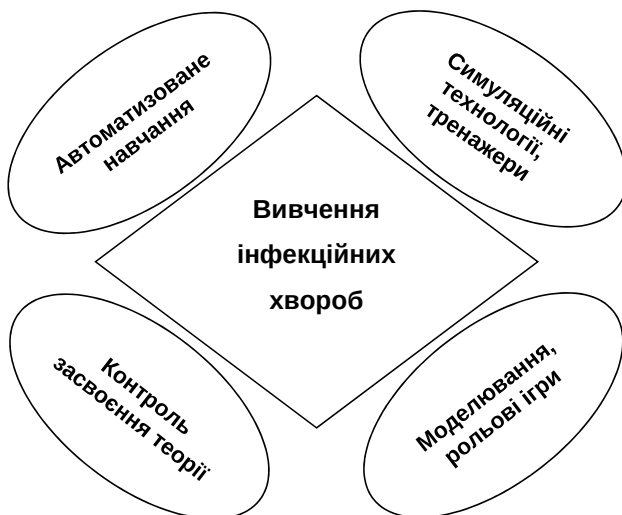 Автоматизоване
навчання
Симуляційні
технології,
тренажери
Вивчення
інфекційних
хвороб
Контроль
засвоєння теорії
Моделювання,
рольові ігри